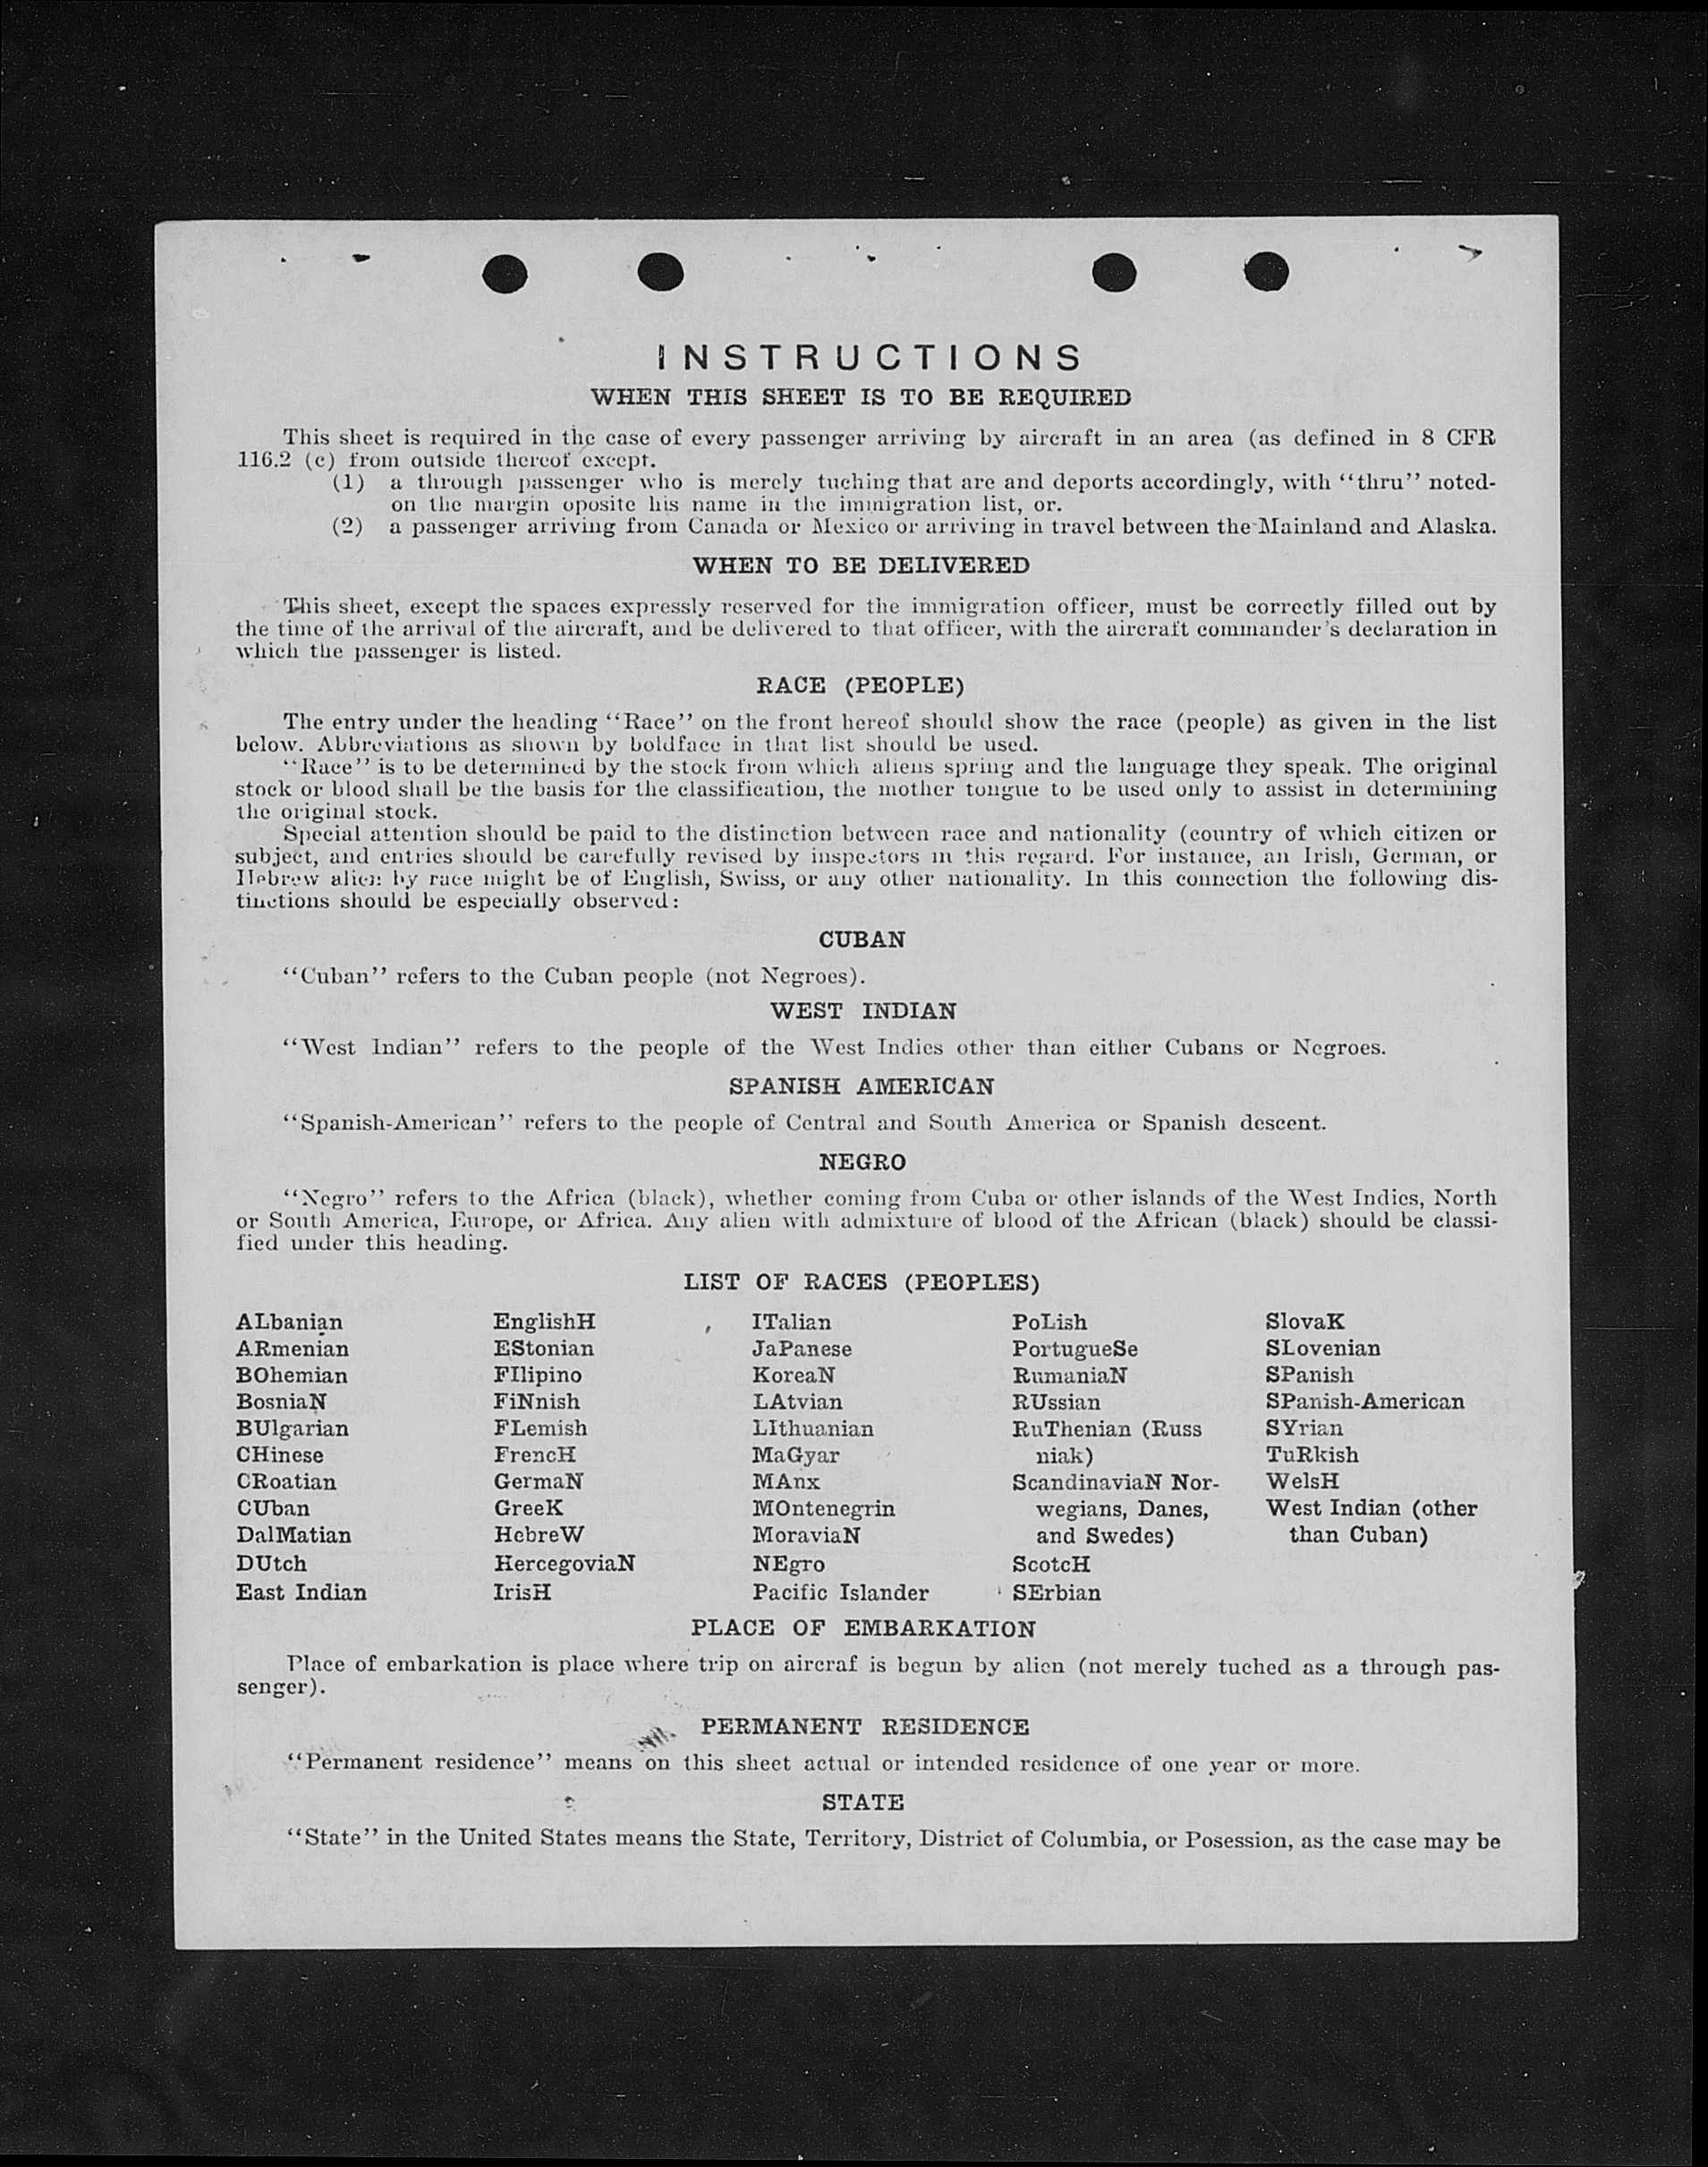 INSTRUCTIONS
WHEN THIS SHEET IS TO BE REQUIRED
This sheet is required in the case of every passenger arriving by aircraft in an area (as defined in 8 CFR
116.2 (c) from outside thereof except.
(1) a through passenger who is merely tuching that are and deports accordingly, with "thru" noted-
on the margin oposite his name in the immigration list, or.
(2) a passenger arriving from Canada or Mexico or arriving in travel between the Mainland and Alaska.
WHEN TO BE DELIVERED
This sheet, except the spaces expressly reserved for the immigration officer, must be correctly filled out by
the time of the arrival of the aircraft, and be delivered to that officer, with the aircraft commander's declaration in
which the passenger is listed.
RACE (PEOPLE)
The entry under the heading "Race" on the front hereof should show the race (people) as given in the list
below. Abbreviations as shown by boldface in that list should be used.
"Race" is to be determined by the stock from which aliens spring and the language they speak. The original
stock or blood shall be the basis for the classification, the mother tongue to be used only to assist in determining
the original stock.
Special attention should be paid to the distinction between race and nationality (country of which citizen or
subject, and entries should be carefully revised by inspectors in this regard. For instance, an Irish, German, or
Hebrew alien by race might be of English, Swiss, or any other nationality. In this connection the following dis-
tinctions should be especially observed:
CUBAN
"Cuban" refers to the Cuban people (not Negroes).
WEST INDIAN
"West Indian" refers to the people of the West Indies other than either Cubans or Negroes.
SPANISH AMERICAN
"Spanish-American" refers to the people of Central and South America or Spanish descent.
NEGRO
"Negro" refers to the Africa (black), whether coming from Cuba or other islands of the West Indies, North
or South America, Europe, or Africa. Any alien with admixture of blood of the African (black) should be classi-
fied under this heading.
LIST OF RACES (PEOPLES)
ALbanian
ARmenian
BOhemian
BosniaN
BUlgarian
CHinese
CRoatian
CUban
DalMatian
DUtch
East Indian
EnglishH
EStonian
FIlipino
FiNnish
FLemish
FrencH
GermaN
GreeK
HebreW
HercegoviaN
IrisH
ITalian
JaPanese
KoreaN
LAtvian
LIthuanian
MaGyar
MAnx
MOntenegrin
MoraviaN
NEgro
Pacific Islander
PoLish
PortugueSe
RumaniaN
RUssian
RuThenian (Russ
niak)
ScandinaviaN Nor-
wegians, Danes,
and Swedes)
ScotcH
SErbian
SlovaK
SLovenian
SPanish
SPanish-American
SYrian
TuRkish
WelsH
West Indian (other
than Cuban)
PLACE OF EMBARKATION
Place of embarkation is place where trip on aircraf is begun by alien (not merely tuched as a through pas-
senger).
PERMANENT RESIDENCE
"Permanent residence" means on this sheet actual or intended residence of one year or more.
STATE
"State" in the United States means the State, Territory, District of Columbia, or Posession, as the case may be